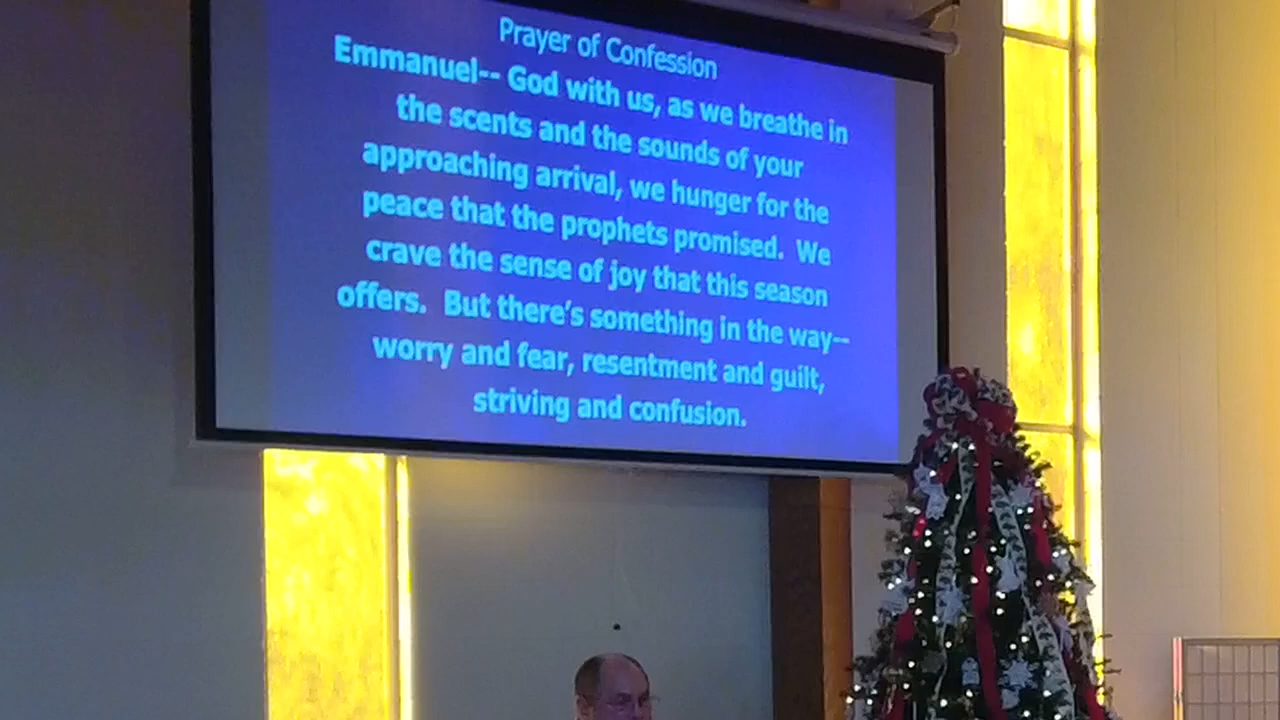 Prayer of Confession
Emmanuel-- God with us, as we breathe in
the scents and the sounds of your
approaching arrival, we hunger for the
peace that the prophets promised.  We
crave the sense of joy that this season
offers.  But there's something in the way--
worry and fear, resentment and guilt,
striving and confusion.